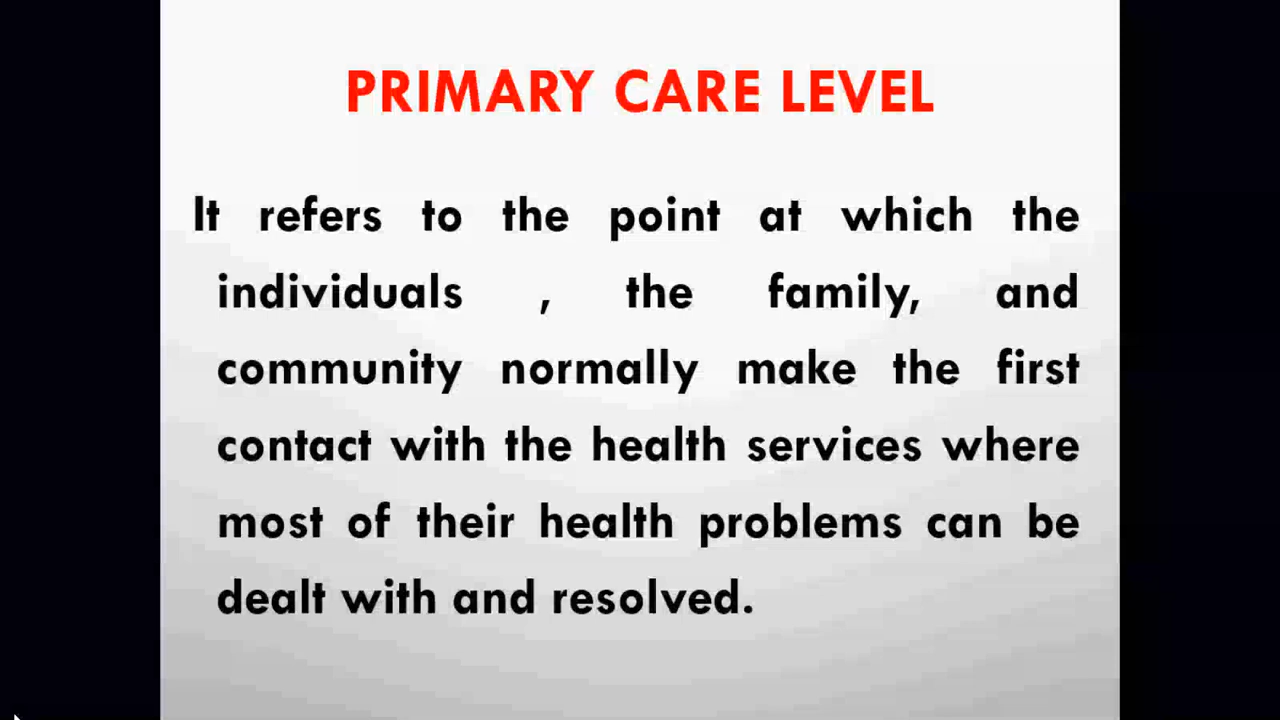 PRIMARY CARE LEVEL
It refers to the point at which the
individuals , the family, and
community normally make the first
contact with the health services where
most of their health problems can be
dealt with and resolved.